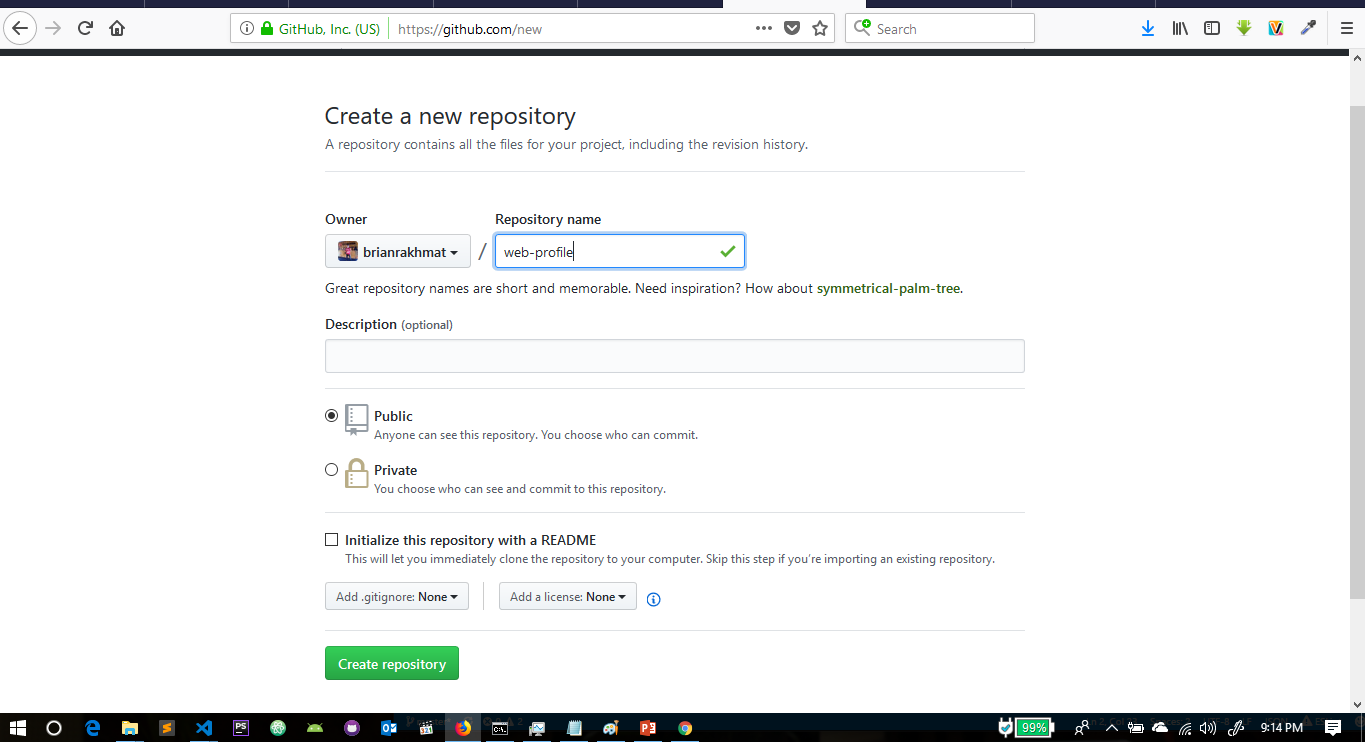 GitHub, Inc. (US) https://github.com/new Search
Create a new repository
A repository contains all the files for your project, including the revision history.
Owner Repository name
brianrakhmat / web-profile
Great repository names are short and memorable. Need inspiration? How about symmetrical-palm-tree.
Description (optional)
Public
Anyone can see this repository. You choose who can commit.
Private
You choose who can see and commit to this repository.
Initialize this repository with a README
This will let you immediately clone the repository to your computer. Skip this step if you're importing an existing repository.
Add .gitignore: None Add a license: None
Create repository
99% 9:14 PM